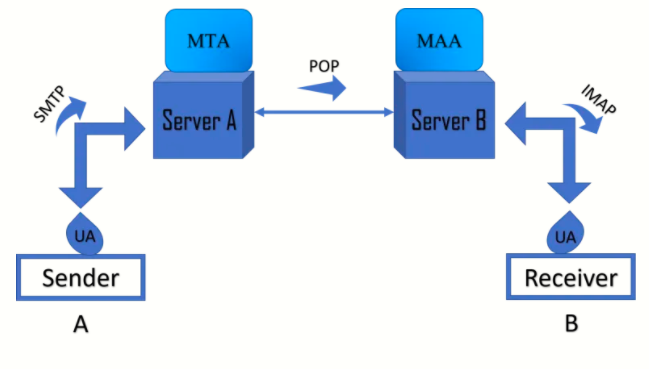 MTA
MAA
POP
SMTP
IMAP
Server A
Server B
UA
UA
Sender
Receiver
A
B